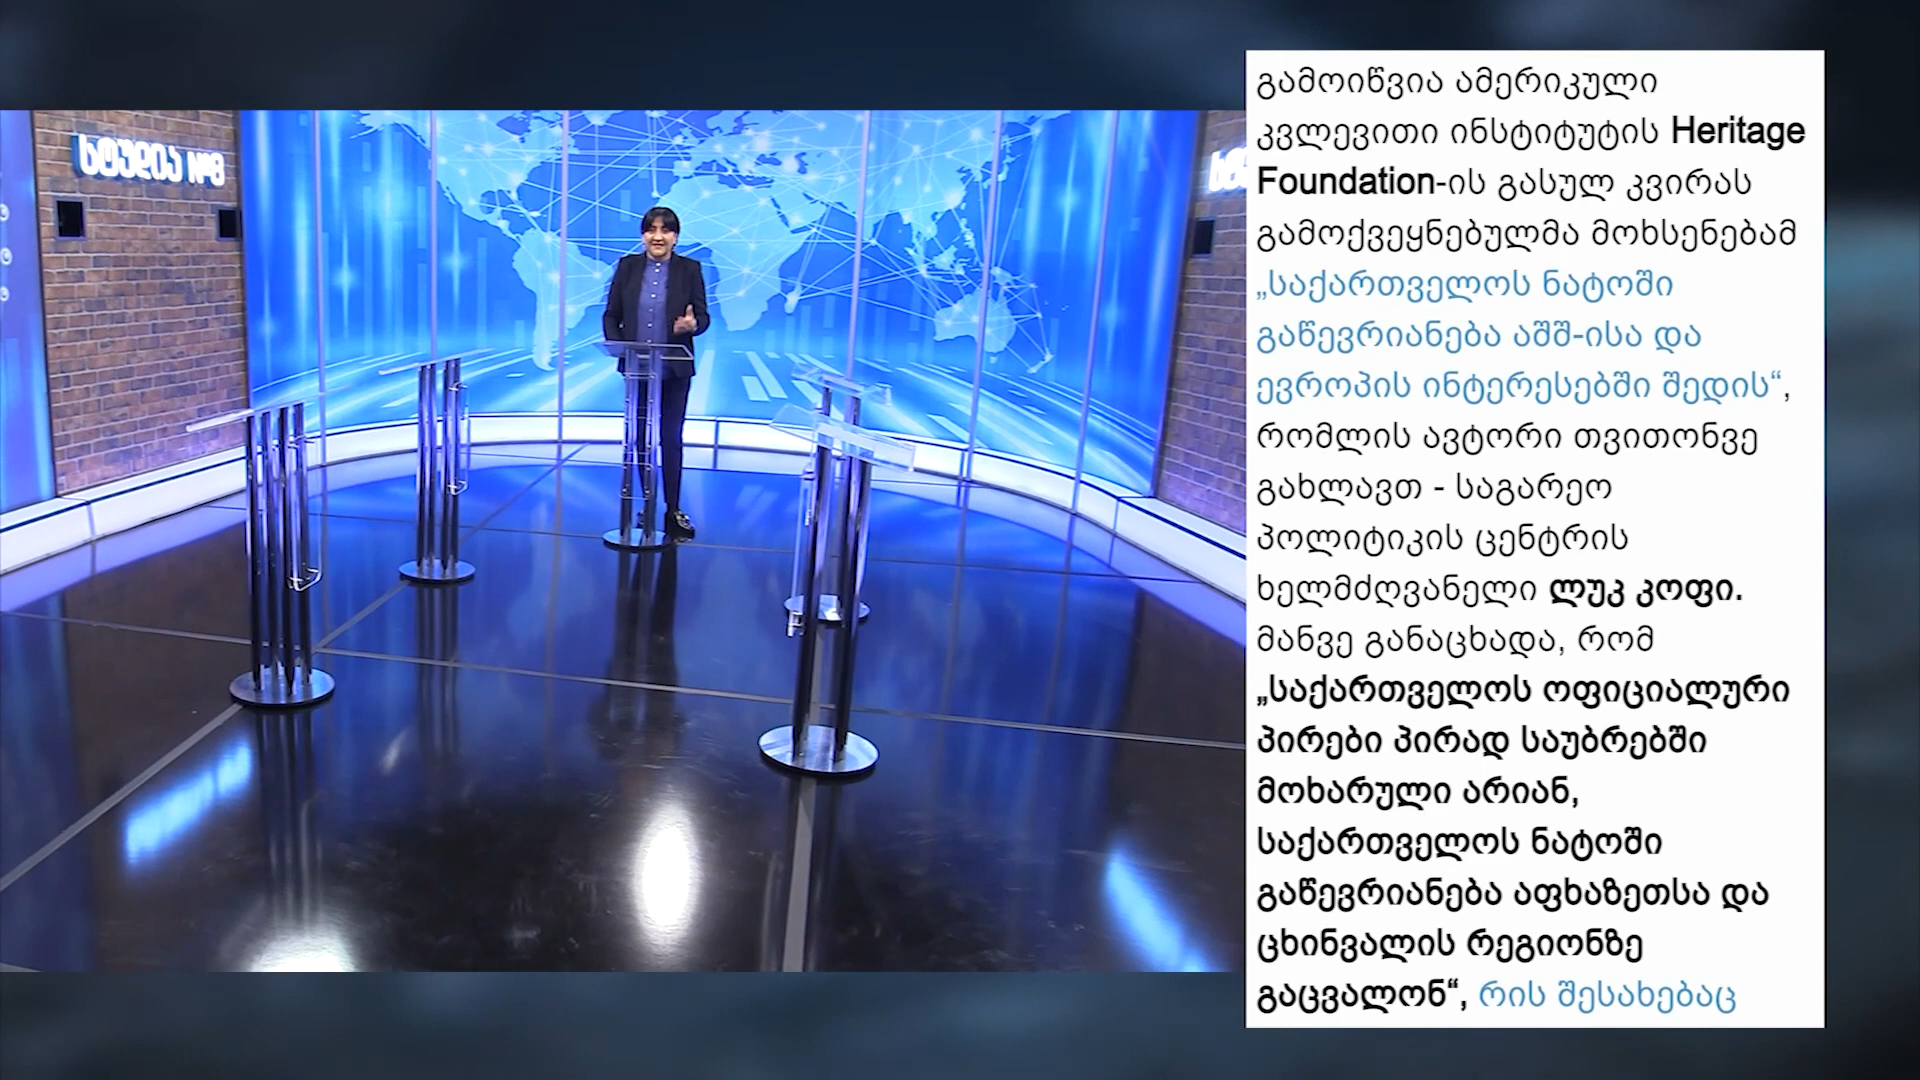 სტუდია №8
გამოიწვია ამერიკული
კვლევითი ინსტიტუტის Heritage
Foundation-ის გასულ კვირას
გამოქვეყნებულმა მოხსენებამ
„საქართველოს ნატოში
გაწევრიანება აშშ-ისა და
ევროპის ინტერესებში შედის“,
რომლის ავტორი თვითონვე
გახლავთ - საგარეო
პოლიტიკის ცენტრის
ხელმძღვანელი ლუკ კოფი.
მანვე განაცხადა, რომ
„საქართველოს ოფიციალური
პირები პირად საუბრებში
მოხარული არიან,
საქართველოს ნატოში
გაწევრიანება აფხაზეთსა და
ცხინვალის რეგიონზე
გაცვალონ“, რის შესახებაც